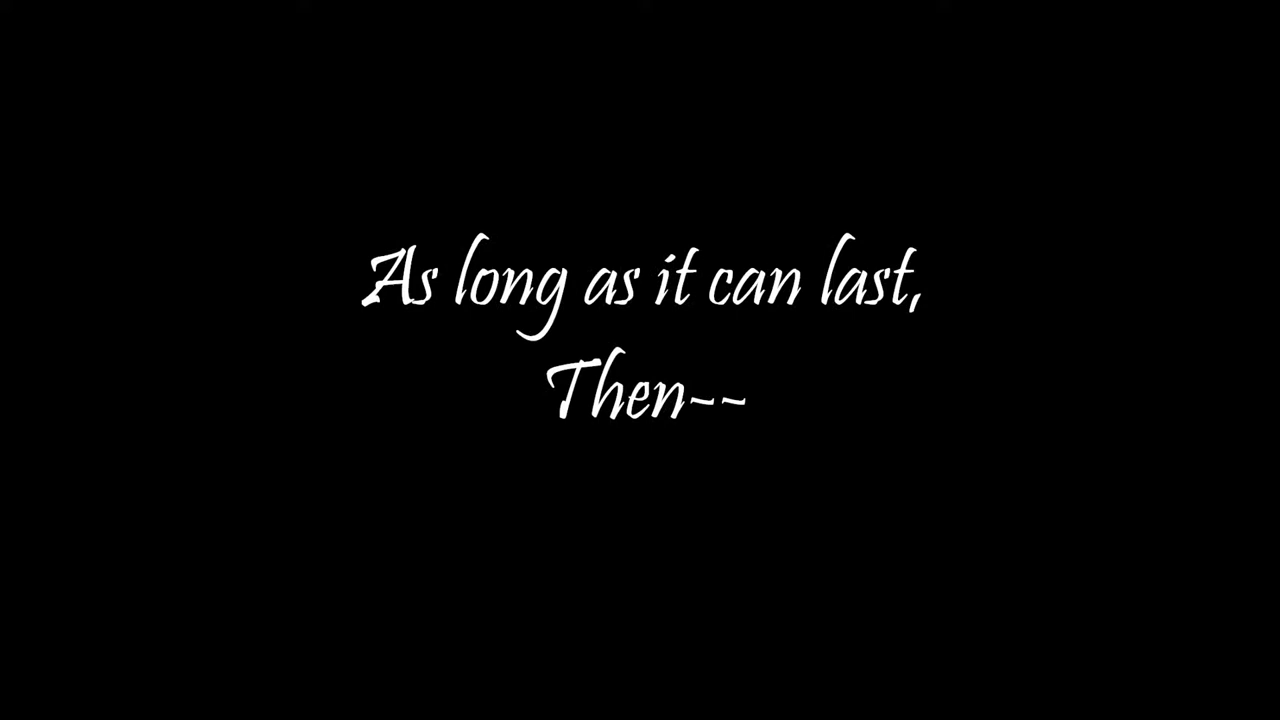 As long as it can last,
Then--